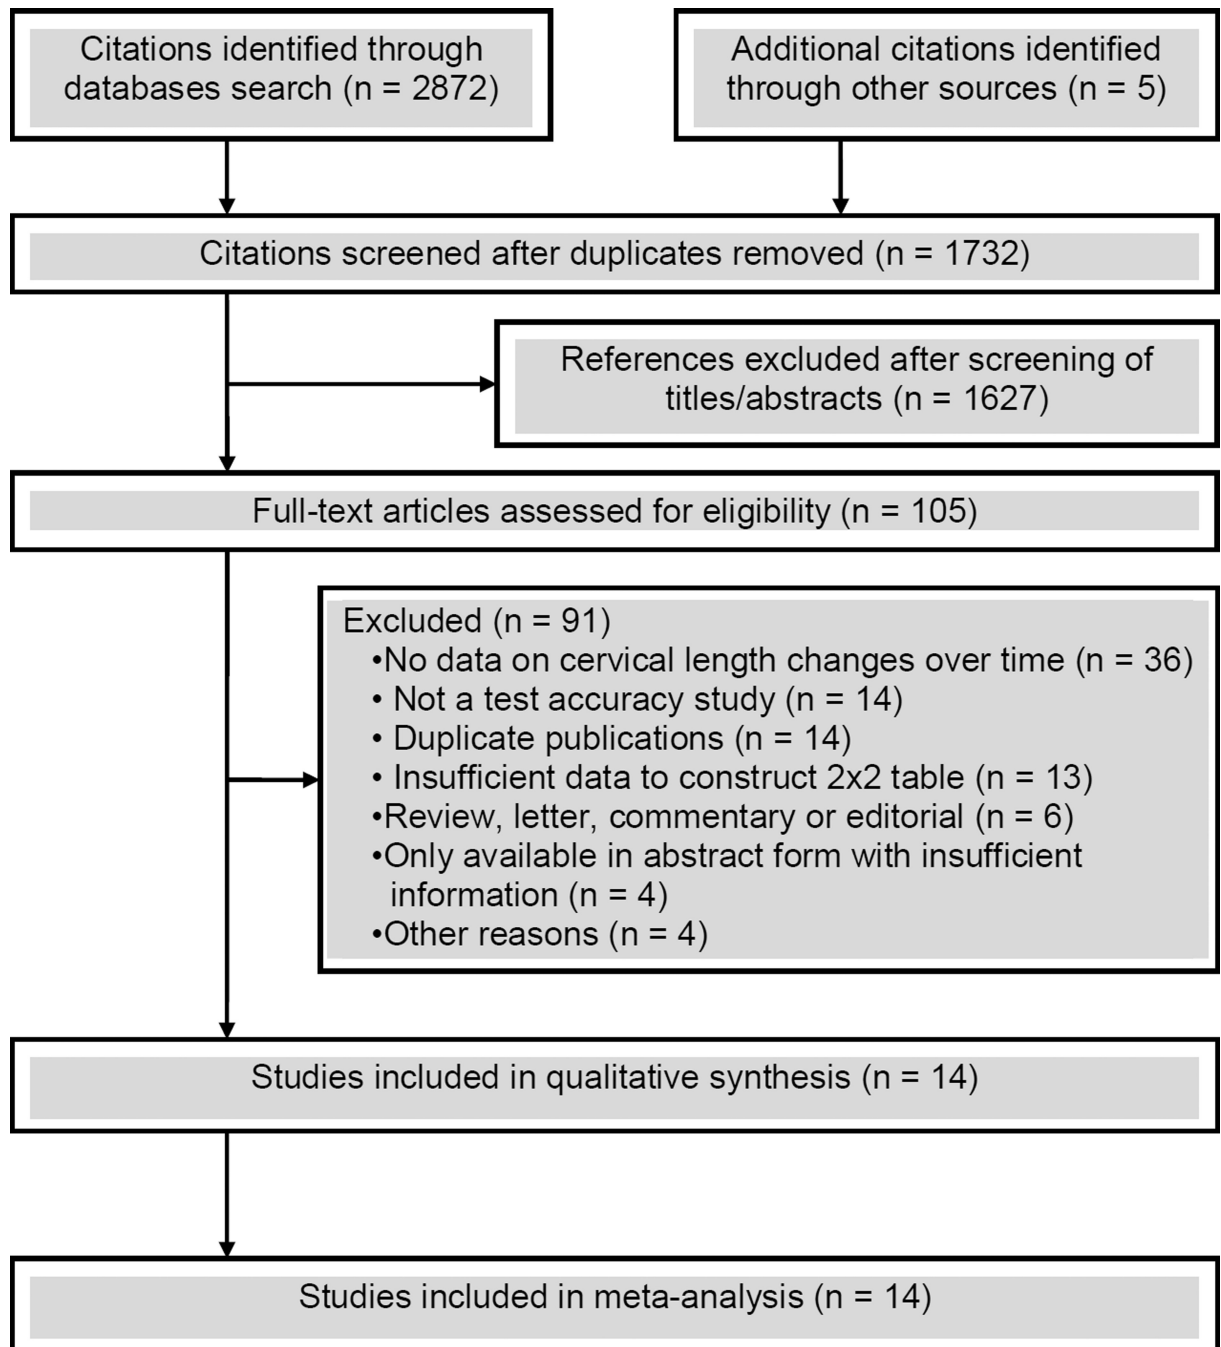 Citations identified through
databases search (n = 2872)
Additional citations identified
through other sources (n = 5)
Citations screened after duplicates removed (n = 1732)
References excluded after screening of
titles/abstracts (n = 1627)
Full-text articles assessed for eligibility (n = 105)
Excluded (n = 91)
•No data on cervical length changes over time (n = 36)
• Not a test accuracy study (n = 14)
• Duplicate publications (n = 14)
• Insufficient data to construct 2x2 table (n = 13)
•Review, letter, commentary or editorial (n = 6)
•Only available in abstract form with insufficient
information (n = 4)
•Other reasons (n = 4)
Studies included in qualitative synthesis (n = 14)
Studies included in meta-analysis (n = 14)